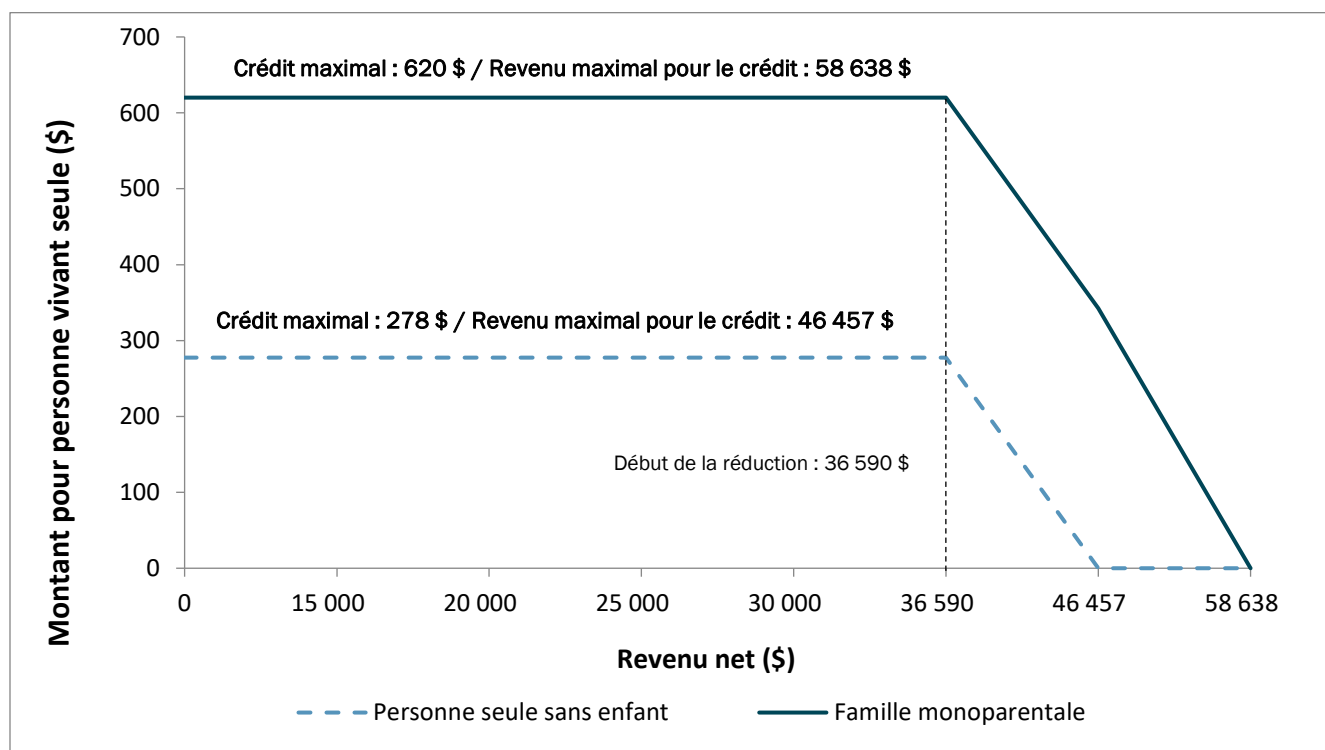 700
Crédit maximal : 620 $ / Revenu maximal pour le crédit : 58 638 $
600
500
400
Crédit maximal : 278 $ / Revenu maximal pour le crédit : 46 457 $
300
200
Début de la réduction : 36 590 $
100
0
Montant pour personne vivant seule ($)
0 15 000 20 000 25 000 30 000 36 590 46 457 58 638
Revenu net ($)
Personne seule sans enfant Famille monoparentale